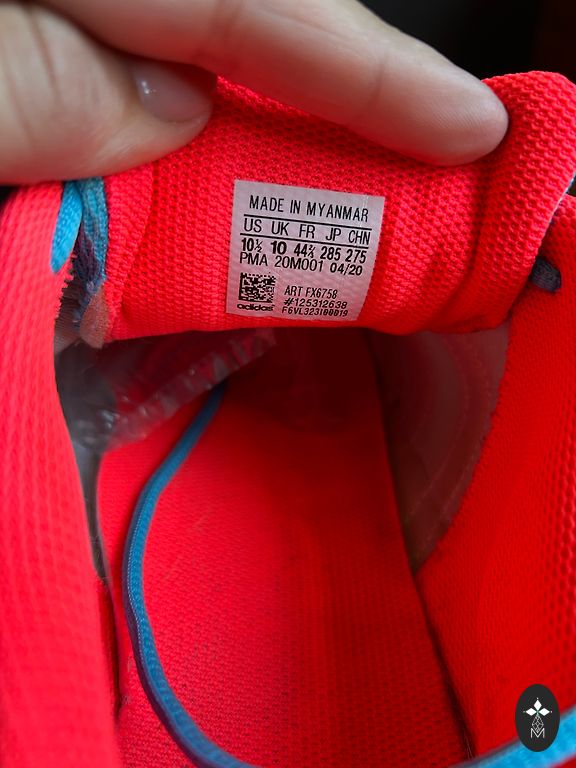 MADE IN MYANMAR
US UK FR JP CHN
10½ 10 44⅔ 285 275
PMA 20M001 04/20
ART FX6758
#125312638
adidas F6VL323I00019
M